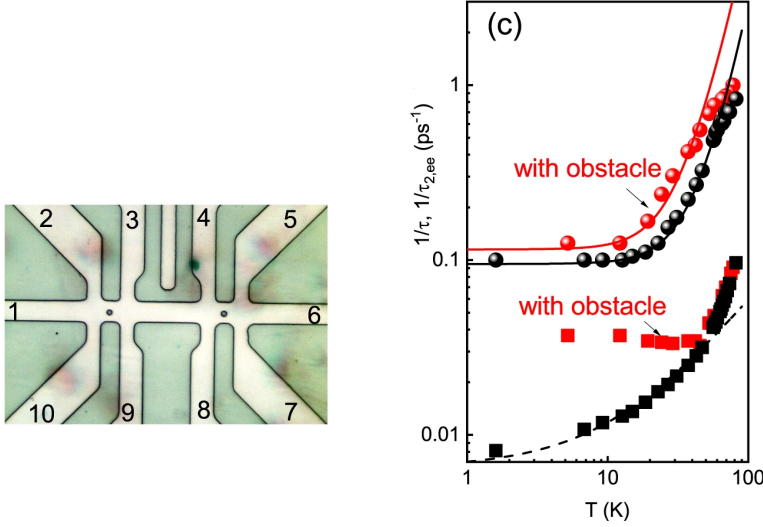 2 3 4 5
1 6
10 9 8 7
(c)
1/τ, 1/τ2,ee (ps-1)
1
0.1
0.01
with obstacle
with obstacle
1 10 100
T (K)